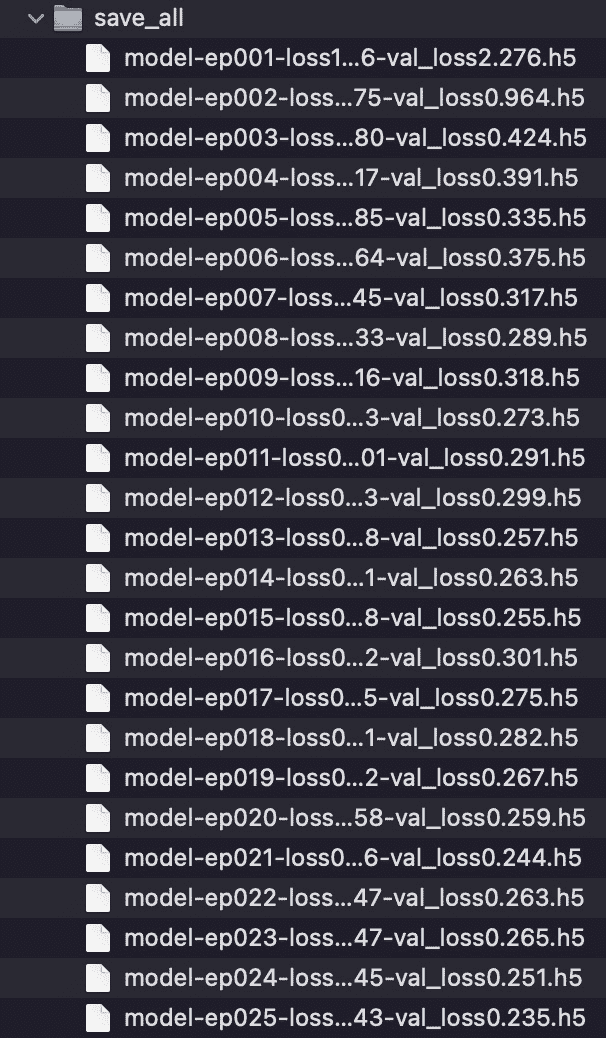 save_all
model-ep001-loss1...6-val_loss2.276.h5
model-ep002-loss...75-val_loss0.964.h5
model-ep003-loss...80-val_loss0.424.h5
model-ep004-loss...17-val_loss0.391.h5
model-ep005-loss...85-val_loss0.335.h5
model-ep006-loss...64-val_loss0.375.h5
model-ep007-loss...45-val_loss0.317.h5
model-ep008-loss...33-val_loss0.289.h5
model-ep009-loss...16-val_loss0.318.h5
model-ep010-loss0...3-val_loss0.273.h5
model-ep011-loss0...01-val_loss0.291.h5
model-ep012-loss0...3-val_loss0.299.h5
model-ep013-loss0...8-val_loss0.257.h5
model-ep014-loss0...1-val_loss0.263.h5
model-ep015-loss0...8-val_loss0.255.h5
model-ep016-loss0...2-val_loss0.301.h5
model-ep017-loss0...5-val_loss0.275.h5
model-ep018-loss0...1-val_loss0.282.h5
model-ep019-loss0...2-val_loss0.267.h5
model-ep020-loss...58-val_loss0.259.h5
model-ep021-loss0...6-val_loss0.244.h5
model-ep022-loss...47-val_loss0.263.h5
model-ep023-loss...47-val_loss0.265.h5
model-ep024-loss...45-val_loss0.251.h5
model-ep025-loss...43-val_loss0.235.h5